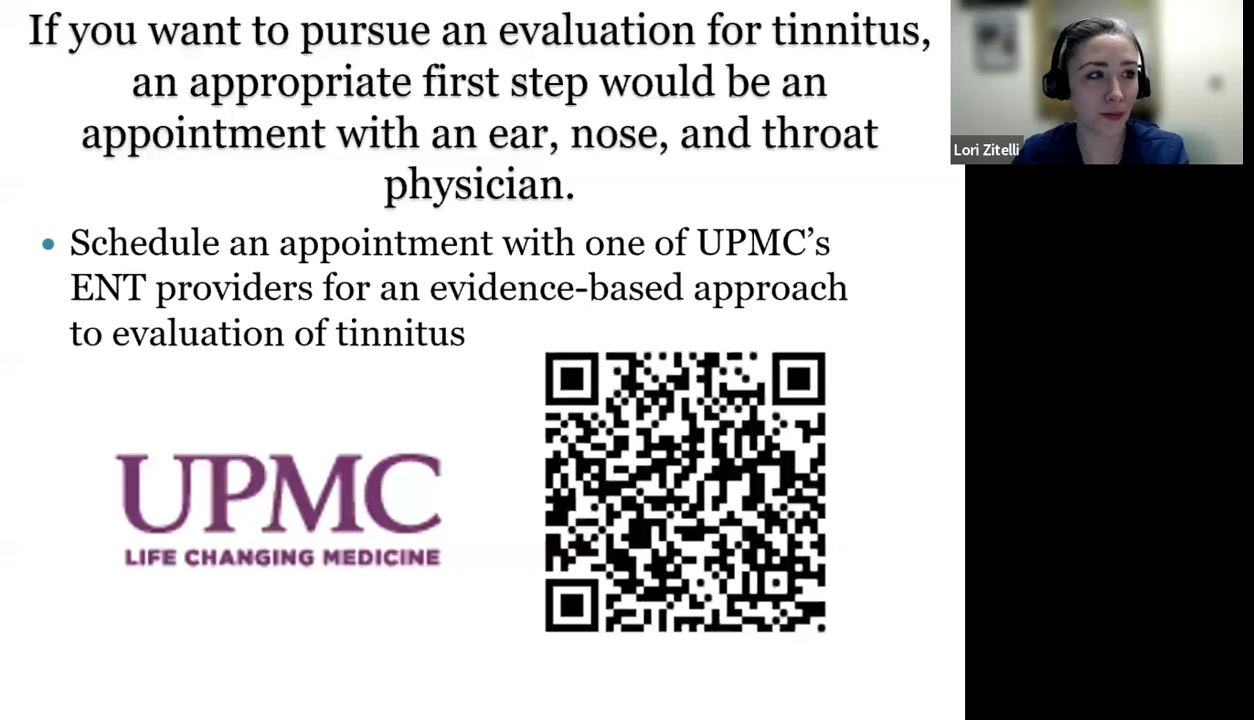 If you want to pursue an evaluation for tinnitus,
an appropriate first step would be an
appointment with an ear, nose, and throat
physician.
• Schedule an appointment with one of UPMC’s
ENT providers for an evidence-based approach
to evaluation of tinnitus
UPMC
LIFE CHANGING MEDICINE
Lori Zitelli